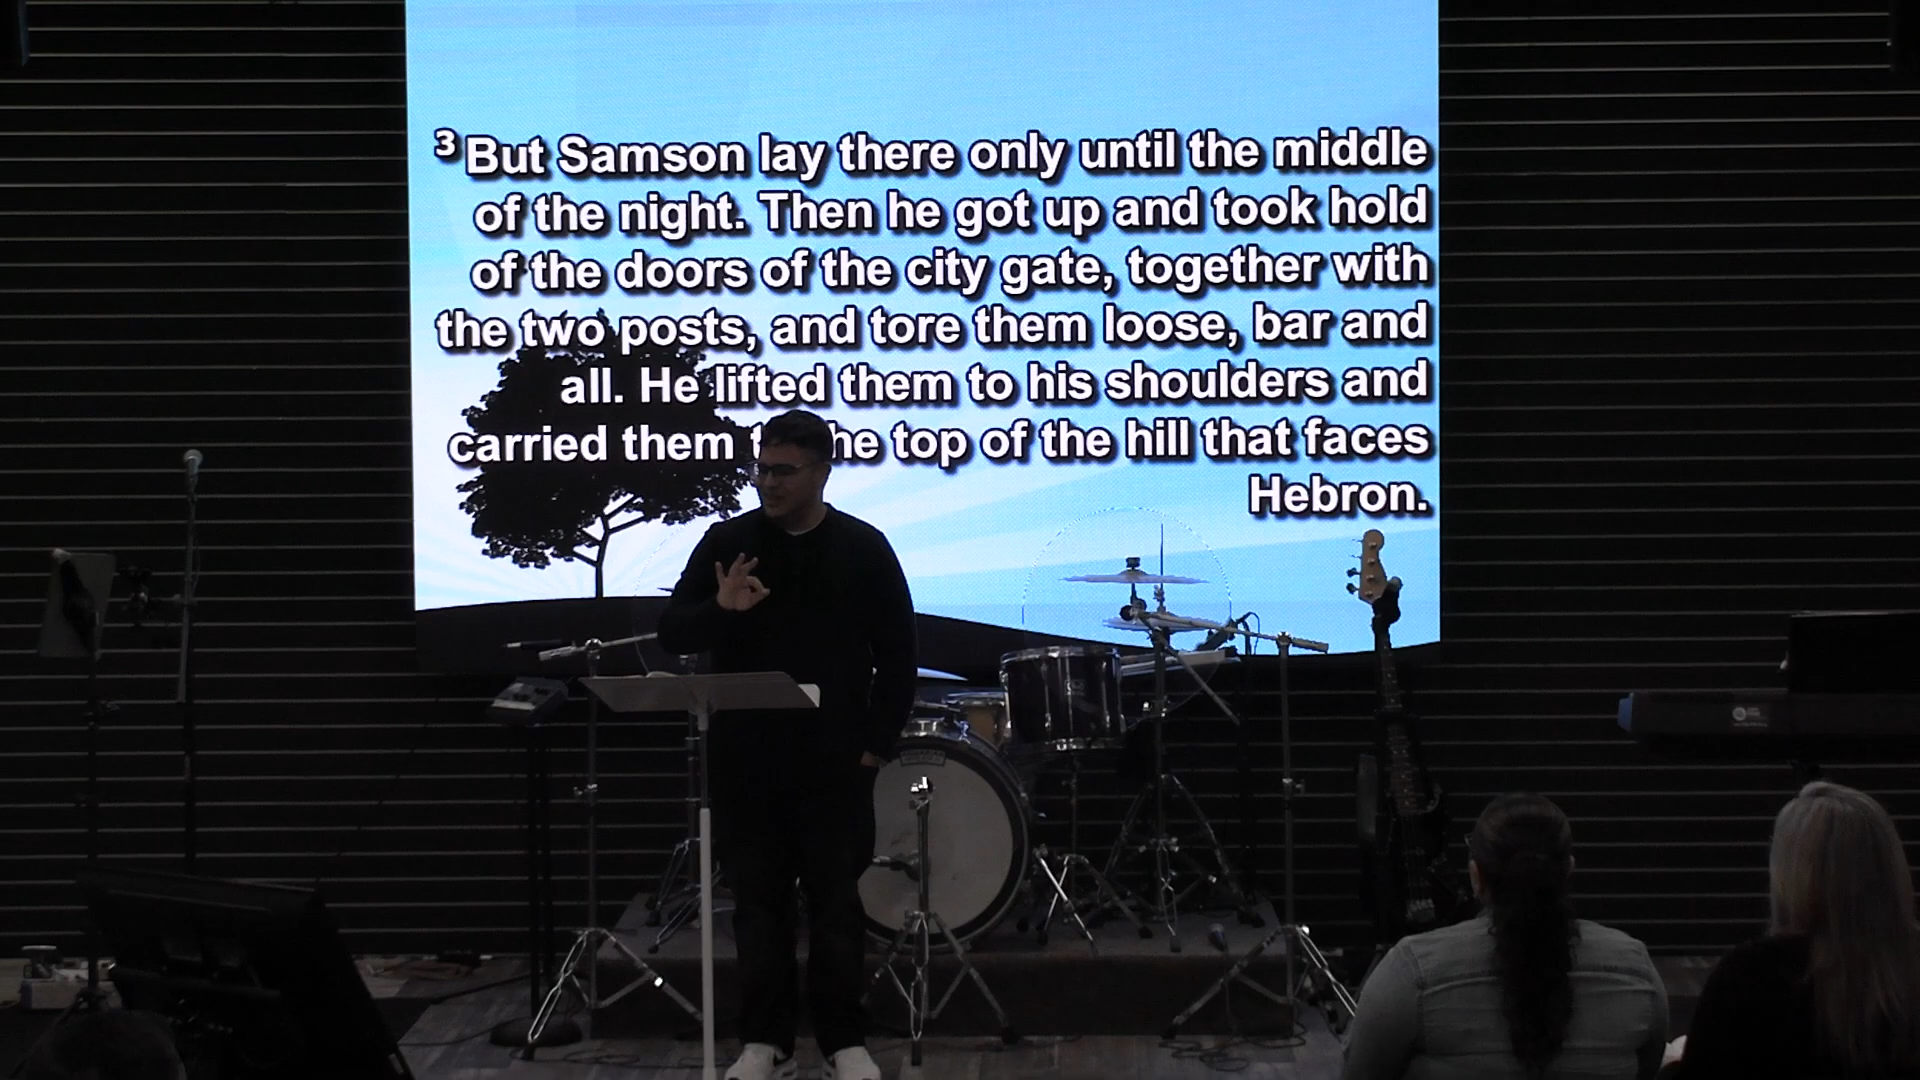 3 But Samson lay there only until the middle
of the night. Then he got up and took hold
of the doors of the city gate, together with
the two posts, and tore them loose, bar and
all. He lifted them to his shoulders and
carried them he top of the hill that faces
Hebron.